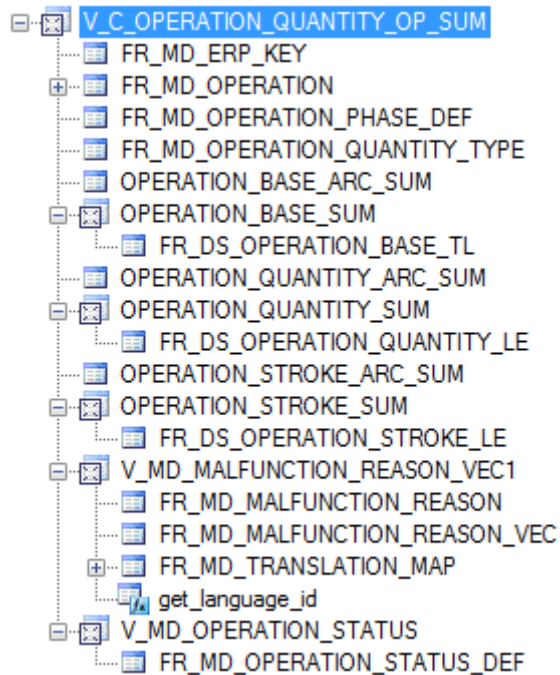 V_C_OPERATION_QUANTITY_OP_SUM
FR_MD_ERP_KEY
FR_MD_OPERATION
FR_MD_OPERATION_PHASE_DEF
FR_MD_OPERATION_QUANTITY_TYPE
OPERATION_BASE_ARC_SUM
OPERATION_BASE_SUM
FR_DS_OPERATION_BASE_TL
OPERATION_QUANTITY_ARC_SUM
OPERATION_QUANTITY_SUM
FR_DS_OPERATION_QUANTITY_LE
OPERATION_STROKE_ARC_SUM
OPERATION_STROKE_SUM
FR_DS_OPERATION_STROKE_LE
V_MD_MALFUNCTION_REASON_VEC1
FR_MD_MALFUNCTION_REASON
FR_MD_MALFUNCTION_REASON_VEC
FR_MD_TRANSLATION_MAP
get_language_id
V_MD_OPERATION_STATUS
FR_MD_OPERATION_STATUS_DEF